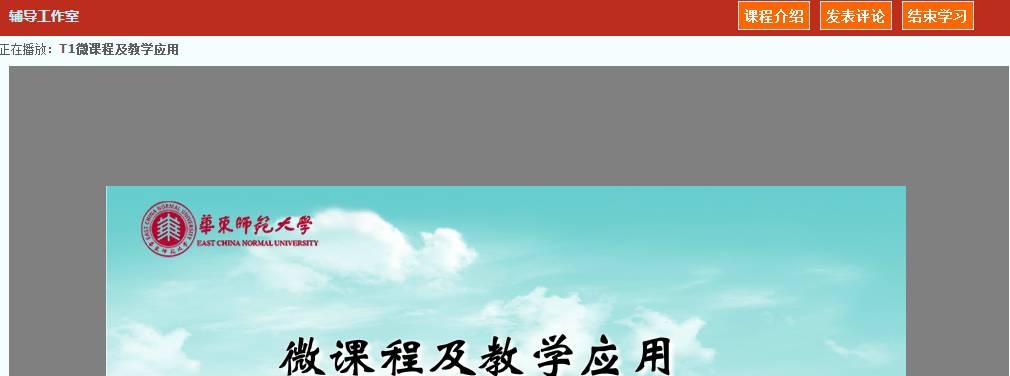 辅导工作室
课程介绍 发表评论 结束学习
正在播放：T1微课程及教学应用
華東師範大學
EAST CHINA NORMAL UNIVERSITY
微课程及教学应用